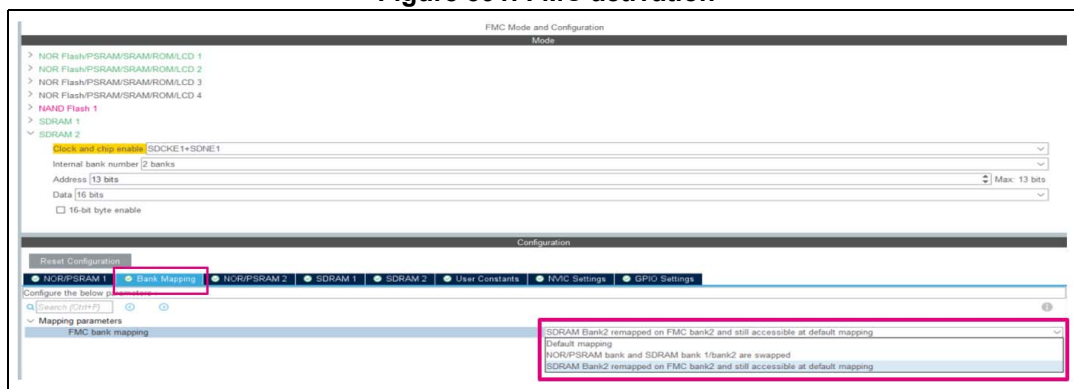 FMC Mode and Configuration
Mode
> NOR Flash/PSRAM/SRAM/ROM/LCD 1
> NOR Flash/PSRAM/SRAM/ROM/LCD 2
> NOR Flash/PSRAM/SRAM/ROM/LCD 3
> NOR Flash/PSRAM/SRAM/ROM/LCD 4
> NAND Flash 1
> SDRAM 1
SDRAM 2
Clock and chip enable SDCKE1+SDNE1
Internal bank number 2 banks
Address 13 bits Max: 13 bits
Data 16 bits
16-bit byte enable
Configuration
Reset Configuration
NOR/PSRAM 1 Bank Mapping NOR/PSRAM 2 SDRAM 1 SDRAM 2 User Constants NVIC Settings GPIO Settings
Configure the below parameters :
Search (Ctrl+F)
Mapping parameters
FMC bank mapping SDRAM Bank2 remapped on FMC bank2 and still accessible at default mapping
Default mapping
NOR/PSRAM bank and SDRAM bank 1/bank2 are swapped
SDRAM Bank2 remapped on FMC bank2 and still accessible at default mapping